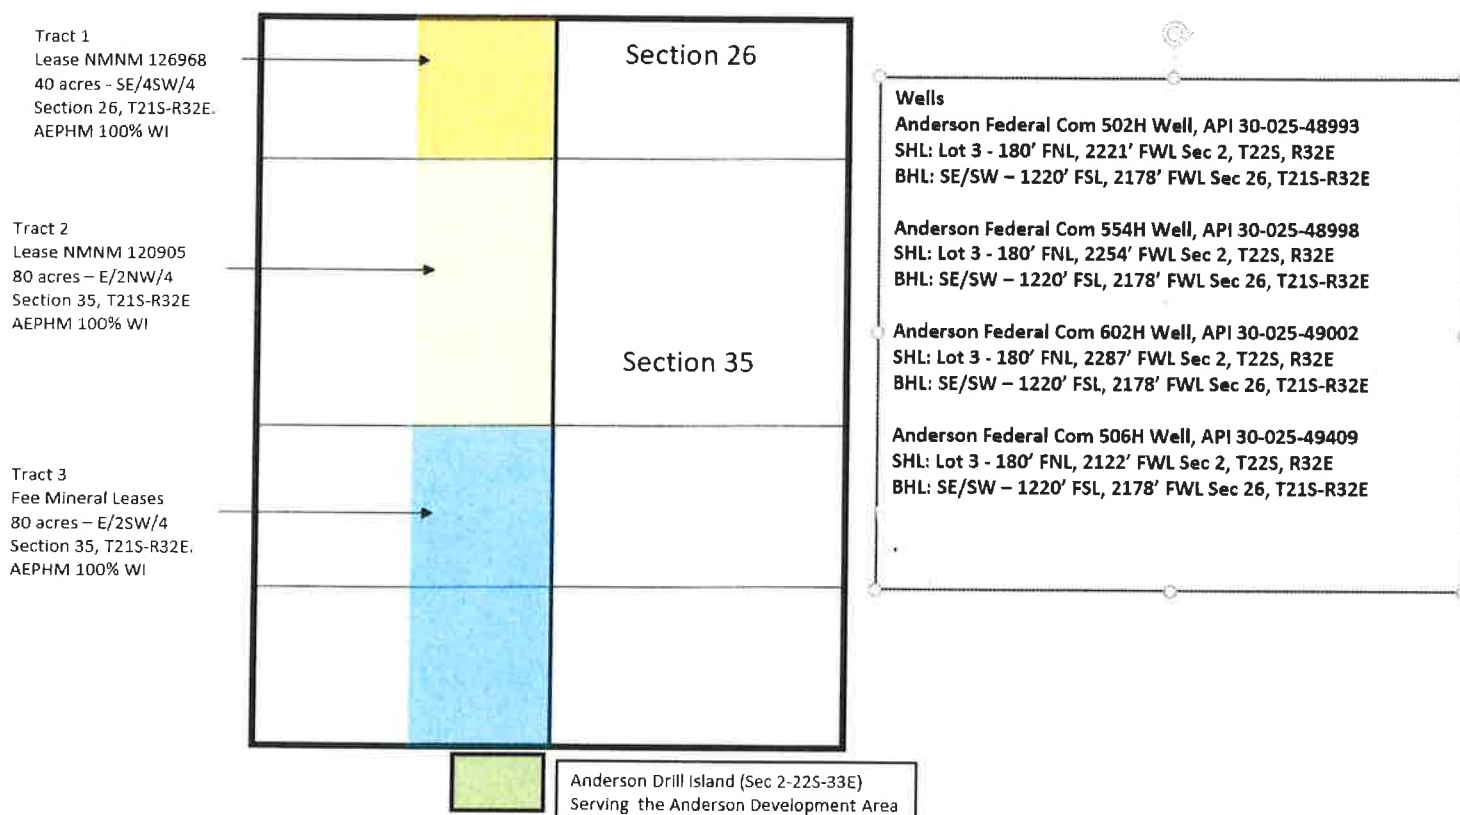 Tract 1
Lease NMNM 126968
40 acres - SE/4SW/4
Section 26, T21S-R32E.
AEPHM 100% WI
Tract 2
Lease NMNM 120905
80 acres – E/2NW/4
Section 35, T21S-R32E
AEPHM 100% WI
Tract 3
Fee Mineral Leases
80 acres – E/2SW/4
Section 35, T21S-R32E.
AEPHM 100% WI
Section 26
Section 35
Wells
Anderson Federal Com 502H Well, API 30-025-48993
SHL: Lot 3 - 180’ FNL, 2221’ FWL Sec 2, T22S, R32E
BHL: SE/SW – 1220’ FSL, 2178’ FWL Sec 26, T21S-R32E
Anderson Federal Com 554H Well, API 30-025-48998
SHL: Lot 3 - 180’ FNL, 2254’ FWL Sec 2, T22S, R32E
BHL: SE/SW – 1220’ FSL, 2178’ FWL Sec 26, T21S-R32E
Anderson Federal Com 602H Well, API 30-025-49002
SHL: Lot 3 - 180’ FNL, 2287’ FWL Sec 2, T22S, R32E
BHL: SE/SW – 1220’ FSL, 2178’ FWL Sec 26, T21S-R32E
Anderson Federal Com 506H Well, API 30-025-49409
SHL: Lot 3 - 180’ FNL, 2122’ FWL Sec 2, T22S, R32E
BHL: SE/SW – 1220’ FSL, 2178’ FWL Sec 26, T21S-R32E
Anderson Drill Island (Sec 2-22S-33E)
Serving the Anderson Development Area